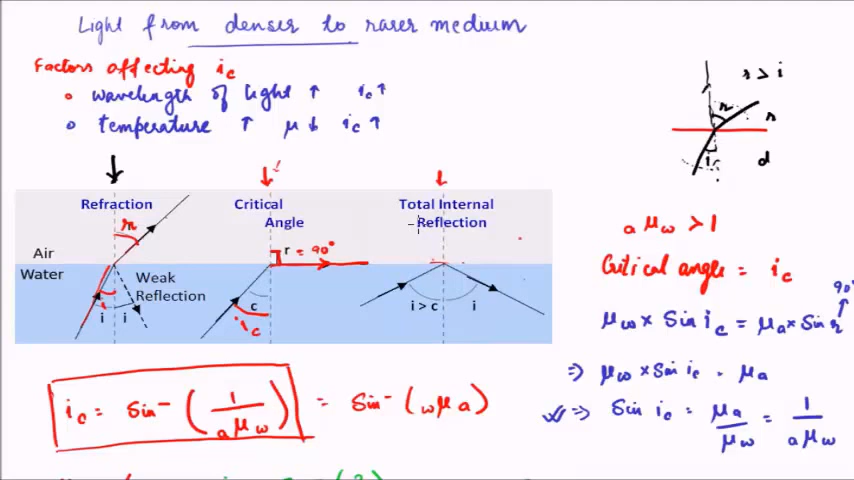 Light from denser to rarer medium
Factors affecting ic
wavelength of light ↑ ic↑
temperature ↑ μ↓ ic↑
r > i
r
r
i
d
Refraction
Critical
Angle
Total Internal
Reflection
r
r = 90°
Air
Water
Weak
Reflection
i
i i
c
ic
i > c i
aμw > 1
Critical angle = ic
90°
μw × Sin ic = μa × Sin r
⇒ μw × Sin ic = μa
⇒ Sin ic = μa/μw = 1/aμw
ic = Sin⁻ (1/aμw) = Sin⁻ (wμa)